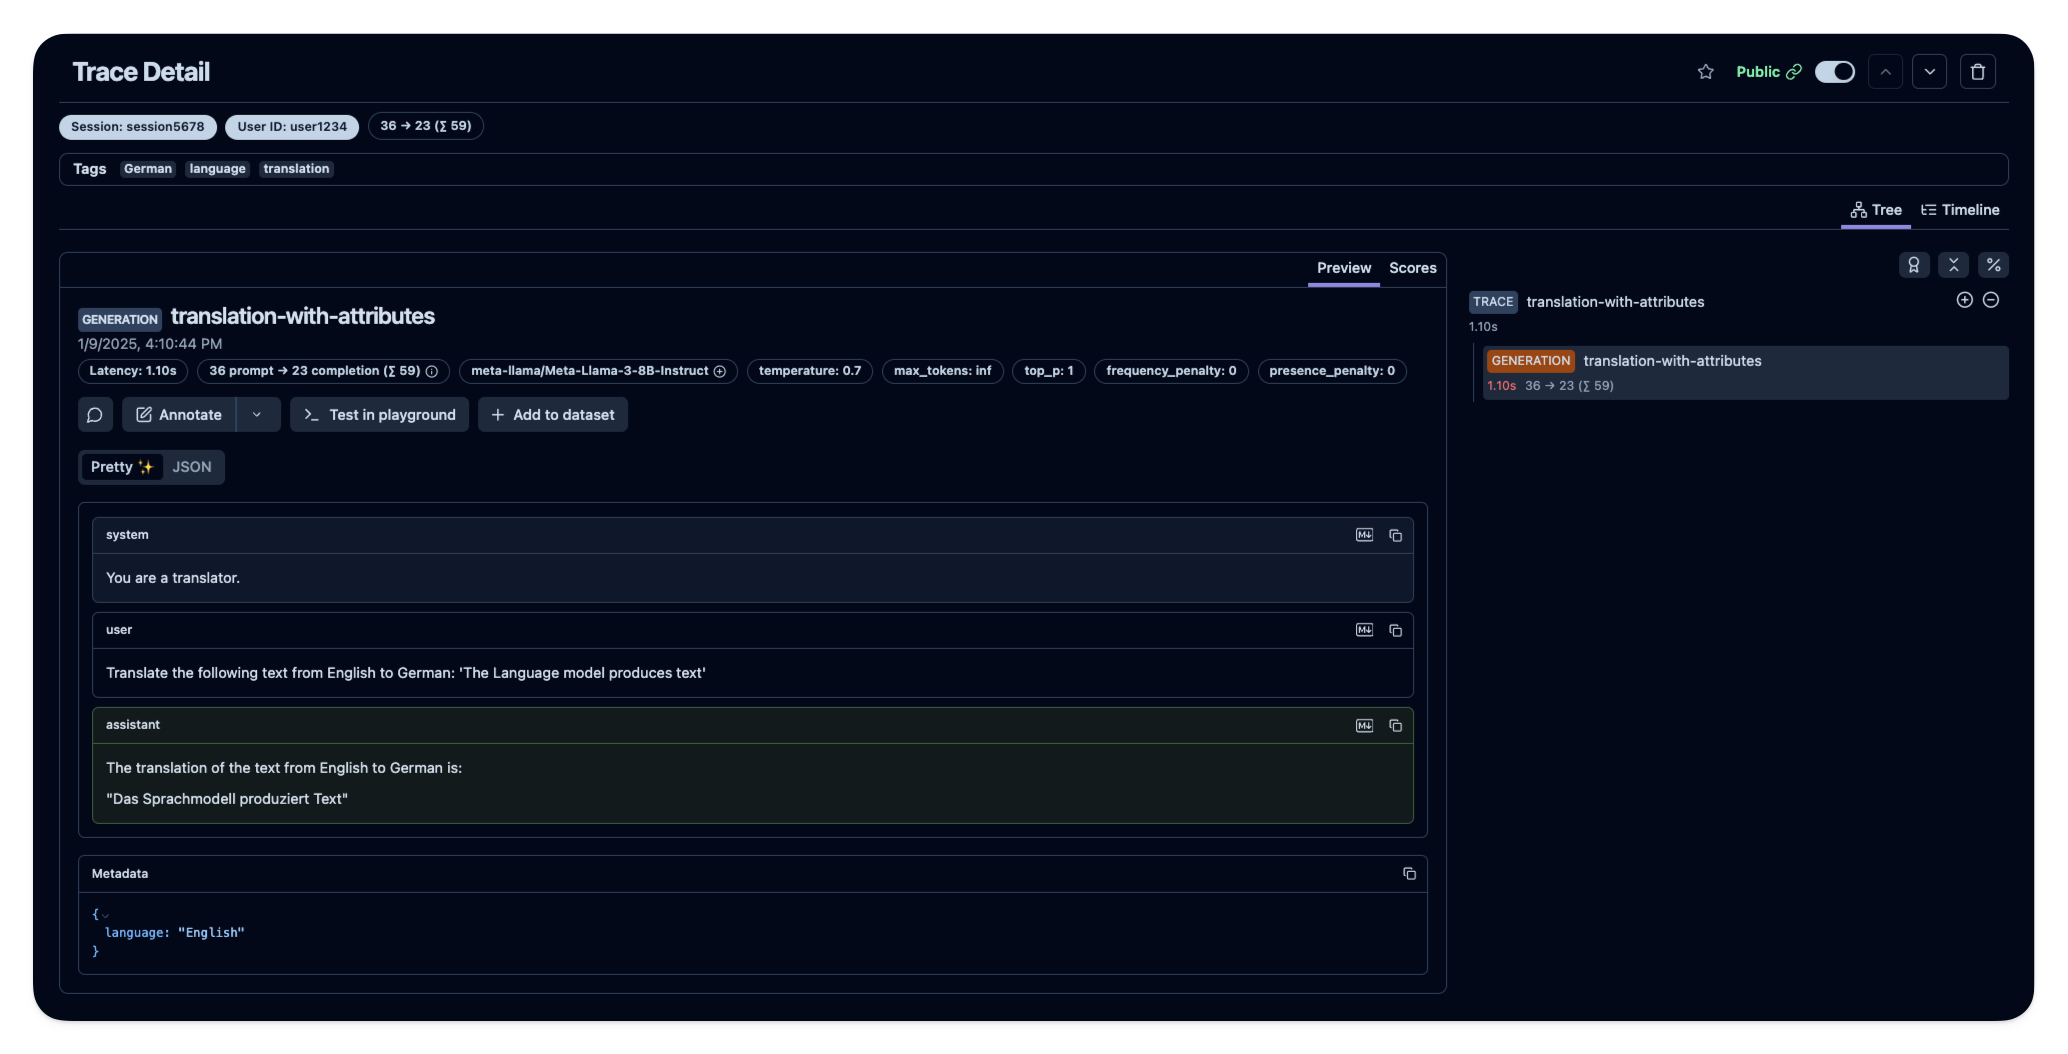 Trace Detail
Public
Session: session5678 User ID: user1234 36 → 23 (∑ 59)
Tags German language translation
Tree Timeline
Preview Scores
GENERATION translation-with-attributes
1/9/2025, 4:10:44 PM
Latency: 1.10s 36 prompt → 23 completion (∑ 59) meta-llama/Meta-Llama-3-8B-Instruct temperature: 0.7 max_tokens: inf top_p: 1 frequency_penalty: 0 presence_penalty: 0
Annotate Test in playground Add to dataset
Pretty ✨ JSON
system
You are a translator.
user
Translate the following text from English to German: 'The Language model produces text'
assistant
The translation of the text from English to German is:
"Das Sprachmodell produziert Text"
Metadata
{
language: "English"
}
TRACE translation-with-attributes
1.10s
GENERATION translation-with-attributes
1.10s 36 → 23 (∑ 59)